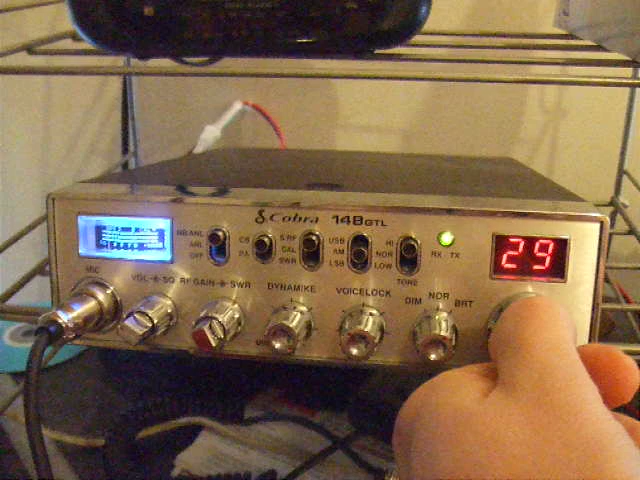 Cobra 148GTL
NB/ANL
ANL
OFF
CB
PA
S/RF
CAL
SWR
USB
AM
LSB
HI
NOR
LOW
TONE
RX TX
29
MIC
VOL SQ RF GAIN SWR
DYNAMIKE
VOICELOCK
DIM NOR BRT